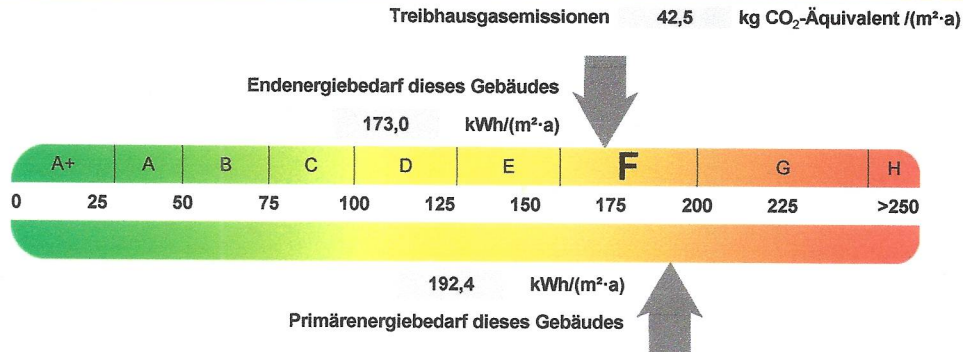 Treibhausgasemissionen 42,5 kg CO₂-Äquivalent /(m²·a)
Endenergiebedarf dieses Gebäudes
173,0 kWh/(m²·a)
A+ A B C D E F G H
0 25 50 75 100 125 150 175 200 225 >250
192,4 kWh/(m²·a)
Primärenergiebedarf dieses Gebäudes